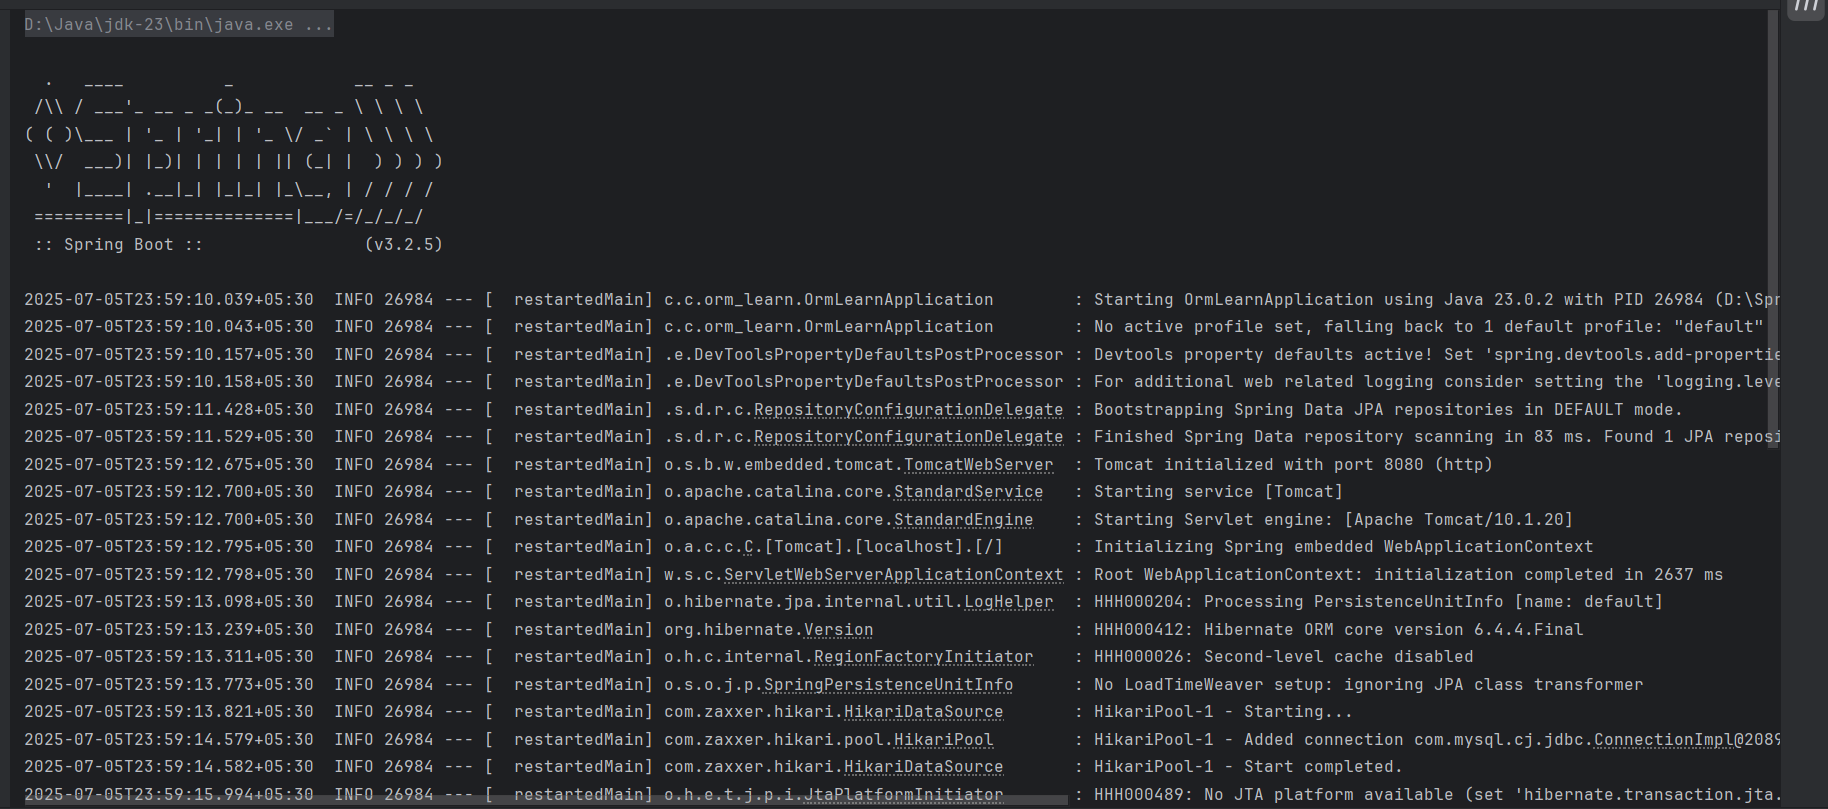 D:\Java\jdk-23\bin\java.exe ...
  .   ____          _            __ _ _
 /\\ / ___'_ __ _ _(_)_ __  __ _ \ \ \ \
( ( )\___ | '_ | '_| | '_ \/ _` | \ \ \ \
 \\/  ___)| |_)| | | | | || (_| |  ) ) ) )
  '  |____| .__|_| |_|_| |_\__, | / / / /
 =========|_|==============|___/=/_/_/_/
 :: Spring Boot ::                (v3.2.5)
2025-07-05T23:59:10.039+05:30  INFO 26984 --- [  restartedMain] c.c.orm_learn.OrmLearnApplication        : Starting OrmLearnApplication using Java 23.0.2 with PID 26984 (D:\Spr
2025-07-05T23:59:10.043+05:30  INFO 26984 --- [  restartedMain] c.c.orm_learn.OrmLearnApplication        : No active profile set, falling back to 1 default profile: "default"
2025-07-05T23:59:10.157+05:30  INFO 26984 --- [  restartedMain] .e.DevToolsPropertyDefaultsPostProcessor : Devtools property defaults active! Set 'spring.devtools.add-propertie
2025-07-05T23:59:10.158+05:30  INFO 26984 --- [  restartedMain] .e.DevToolsPropertyDefaultsPostProcessor : For additional web related logging consider setting the 'logging.leve
2025-07-05T23:59:11.428+05:30  INFO 26984 --- [  restartedMain] .s.d.r.c.RepositoryConfigurationDelegate : Bootstrapping Spring Data JPA repositories in DEFAULT mode.
2025-07-05T23:59:11.529+05:30  INFO 26984 --- [  restartedMain] .s.d.r.c.RepositoryConfigurationDelegate : Finished Spring Data repository scanning in 83 ms. Found 1 JPA reposi
2025-07-05T23:59:12.675+05:30  INFO 26984 --- [  restartedMain] o.s.b.w.embedded.tomcat.TomcatWebServer  : Tomcat initialized with port 8080 (http)
2025-07-05T23:59:12.700+05:30  INFO 26984 --- [  restartedMain] o.apache.catalina.core.StandardService   : Starting service [Tomcat]
2025-07-05T23:59:12.700+05:30  INFO 26984 --- [  restartedMain] o.apache.catalina.core.StandardEngine    : Starting Servlet engine: [Apache Tomcat/10.1.20]
2025-07-05T23:59:12.795+05:30  INFO 26984 --- [  restartedMain] o.a.c.c.C.[Tomcat].[localhost].[/]       : Initializing Spring embedded WebApplicationContext
2025-07-05T23:59:12.798+05:30  INFO 26984 --- [  restartedMain] w.s.c.ServletWebServerApplicationContext : Root WebApplicationContext: initialization completed in 2637 ms
2025-07-05T23:59:13.098+05:30  INFO 26984 --- [  restartedMain] o.hibernate.jpa.internal.util.LogHelper  : HHH000204: Processing PersistenceUnitInfo [name: default]
2025-07-05T23:59:13.239+05:30  INFO 26984 --- [  restartedMain] org.hibernate.Version                    : HHH000412: Hibernate ORM core version 6.4.4.Final
2025-07-05T23:59:13.311+05:30  INFO 26984 --- [  restartedMain] o.h.c.internal.RegionFactoryInitiator    : HHH000026: Second-level cache disabled
2025-07-05T23:59:13.773+05:30  INFO 26984 --- [  restartedMain] o.s.o.j.p.SpringPersistenceUnitInfo      : No LoadTimeWeaver setup: ignoring JPA class transformer
2025-07-05T23:59:13.821+05:30  INFO 26984 --- [  restartedMain] com.zaxxer.hikari.HikariDataSource       : HikariPool-1 - Starting...
2025-07-05T23:59:14.579+05:30  INFO 26984 --- [  restartedMain] com.zaxxer.hikari.pool.HikariPool        : HikariPool-1 - Added connection com.mysql.cj.jdbc.ConnectionImpl@2089
2025-07-05T23:59:14.582+05:30  INFO 26984 --- [  restartedMain] com.zaxxer.hikari.HikariDataSource       : HikariPool-1 - Start completed.
2025-07-05T23:59:15.994+05:30  INFO 26984 --- [  restartedMain] o.h.e.t.j.p.i.JtaPlatformInitiator       : HHH000489: No JTA platform available (set 'hibernate.transaction.jta.